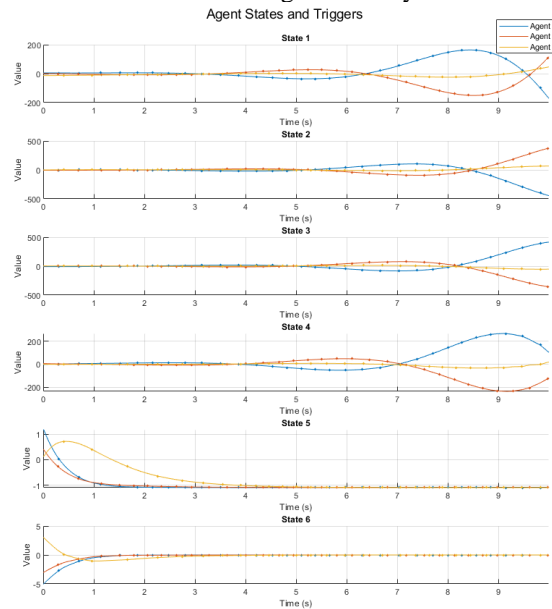 Agent States and Triggers
Agent
Agent
Agent
State 1
200
0
-200
Value
0 1 2 3 4 5 6 7 8 9
Time (s)
State 2
500
0
-500
Value
0 1 2 3 4 5 6 7 8 9
Time (s)
State 3
500
0
-500
Value
0 1 2 3 4 5 6 7 8 9
Time (s)
State 4
200
0
-200
Value
0 1 2 3 4 5 6 7 8 9
Time (s)
State 5
1
0
-1
Value
0 1 2 3 4 5 6 7 8 9
Time (s)
State 6
5
0
-5
Value
0 1 2 3 4 5 6 7 8 9
Time (s)